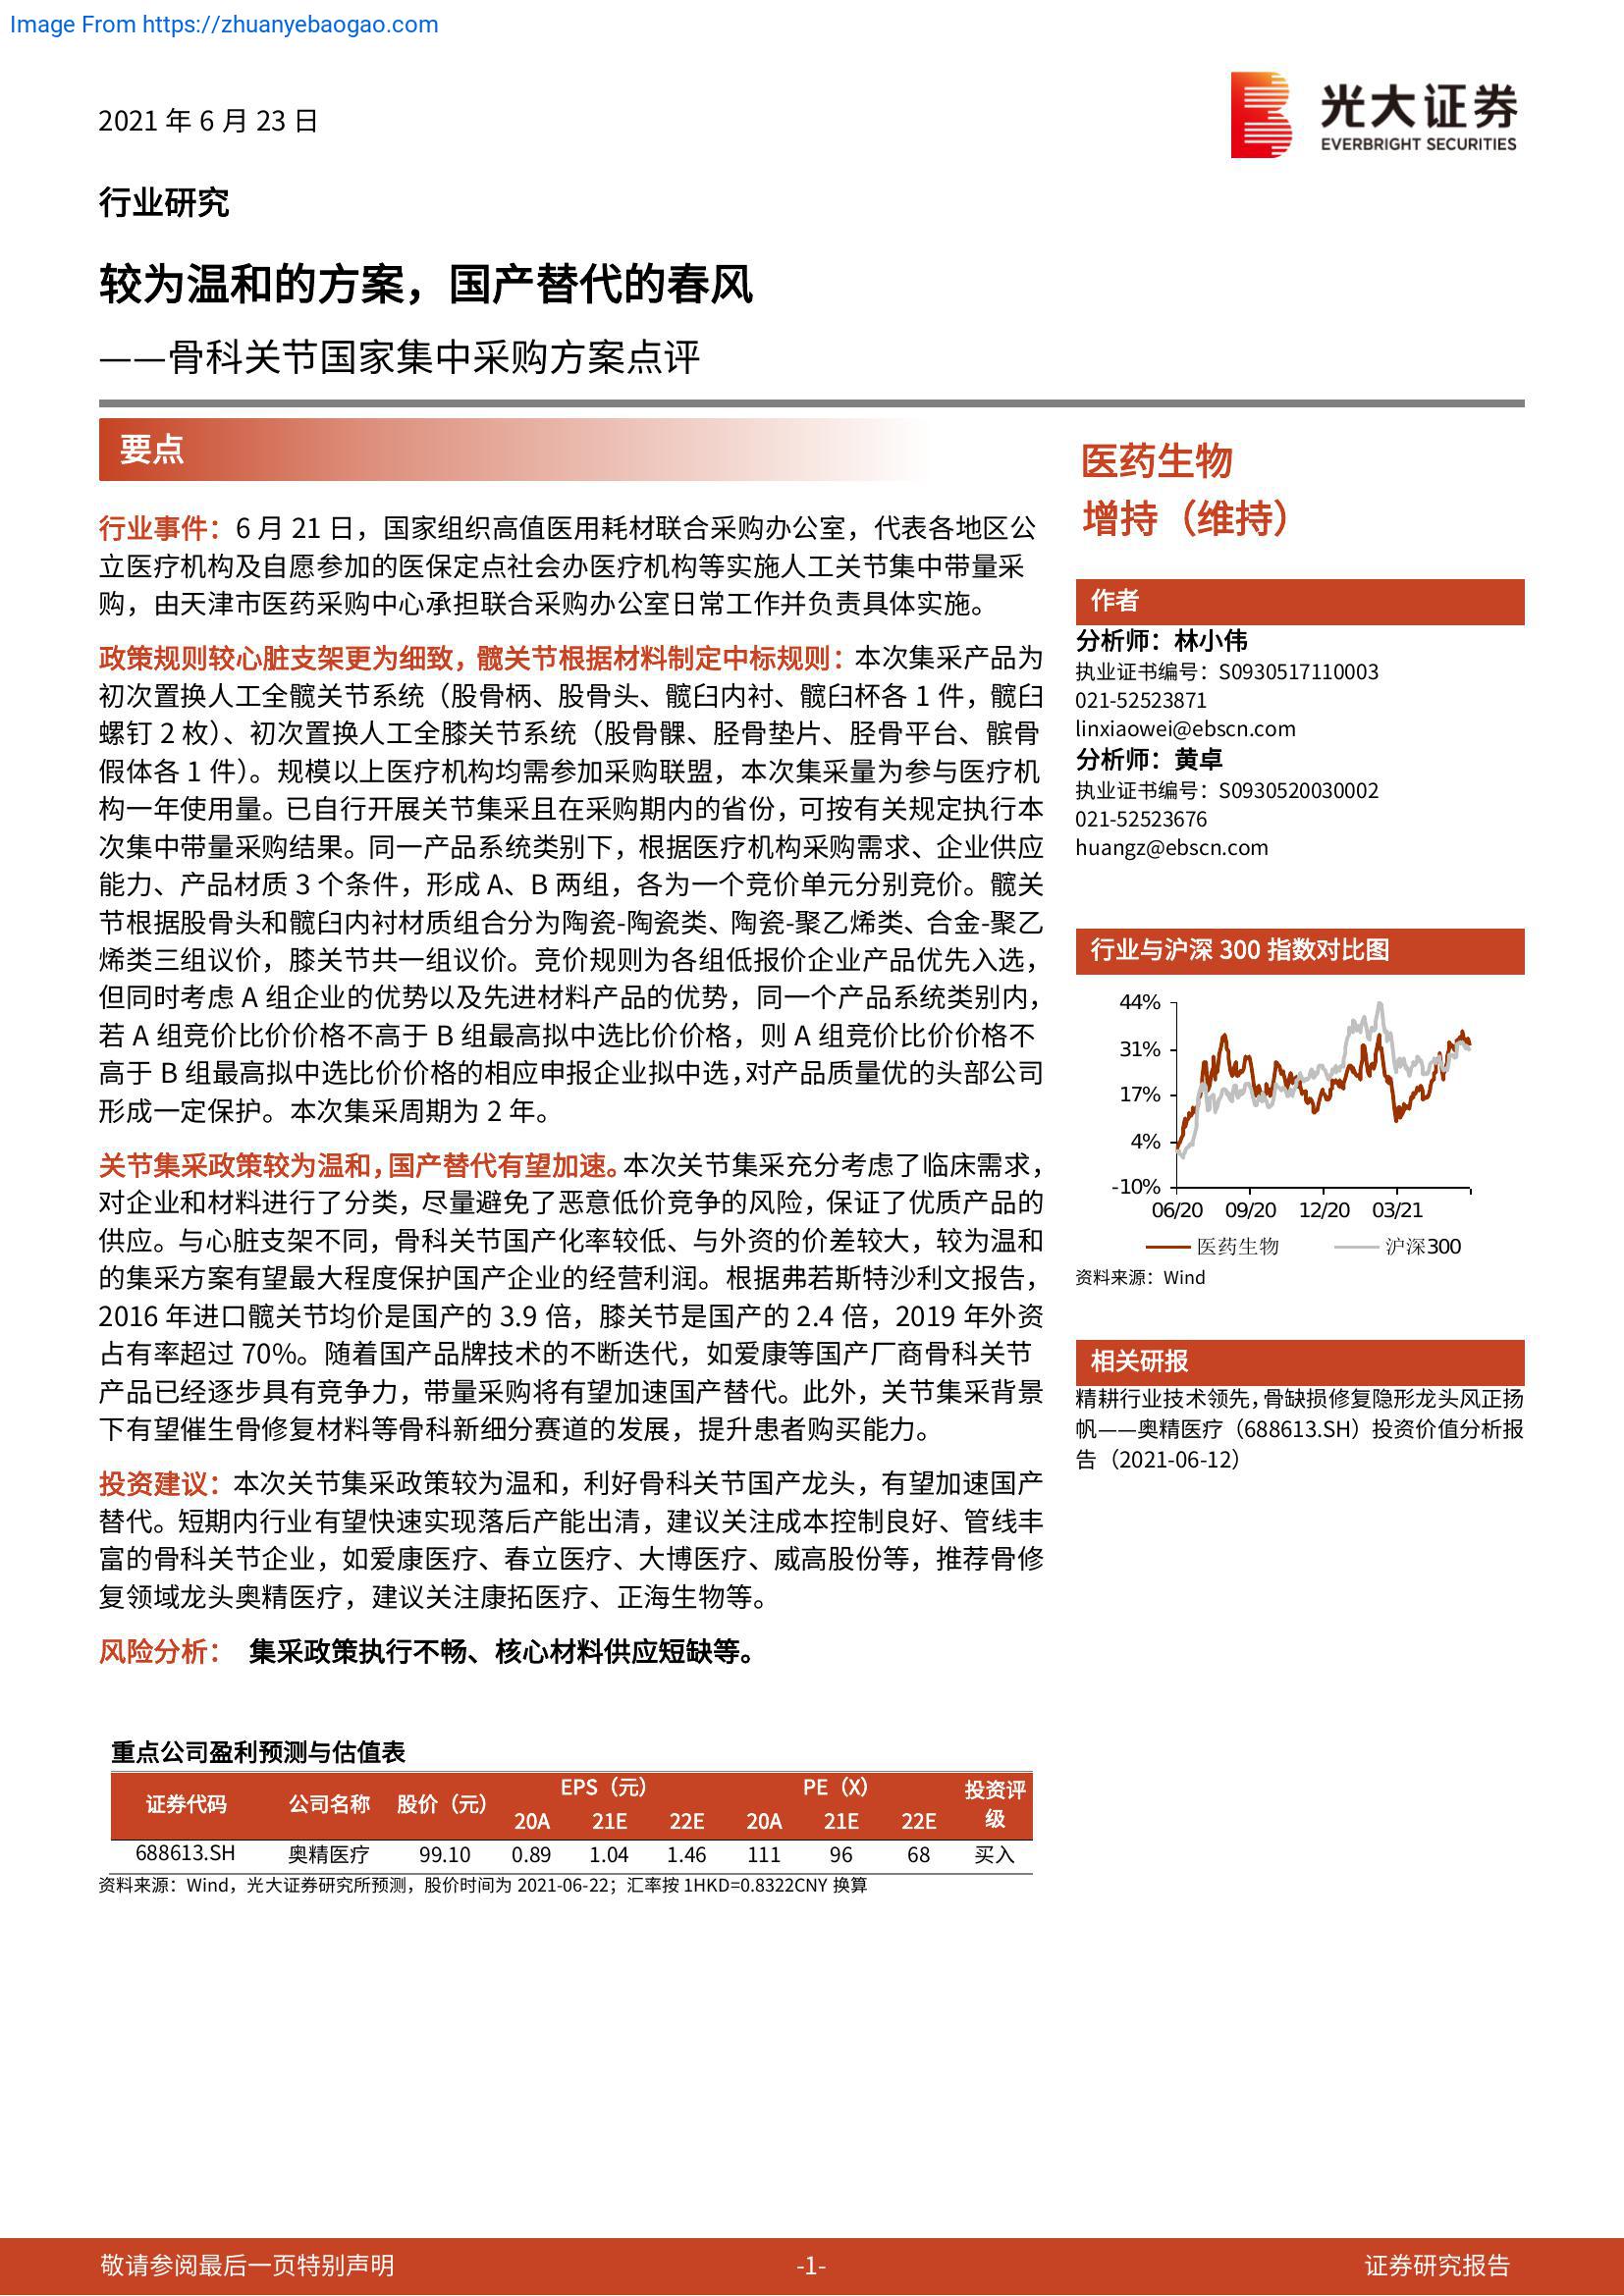 Image From https://zhuanyebaogao.com
2021 年 6 月 23 日
光大证券
EVERBRIGHT SECURITIES
行业研究
较为温和的方案，国产替代的春风
——骨科关节国家集中采购方案点评
要点
行业事件：6 月 21 日，国家组织高值医用耗材联合采购办公室，代表各地区公
立医疗机构及自愿参加的医保定点社会办医疗机构等实施人工关节集中带量采
购，由天津市医药采购中心承担联合采购办公室日常工作并负责具体实施。
政策规则较心脏支架更为细致，髋关节根据材料制定中标规则：本次集采产品为
初次置换人工全髋关节系统（股骨柄、股骨头、髋臼内衬、髋臼杯各 1 件，髋臼
螺钉 2 枚）、初次置换人工全膝关节系统（股骨髁、胫骨垫片、胫骨平台、髌骨
假体各 1 件）。规模以上医疗机构均需参加采购联盟，本次集采量为参与医疗机
构一年使用量。已自行开展关节集采且在采购期内的省份，可按有关规定执行本
次集中带量采购结果。同一产品系统类别下，根据医疗机构采购需求、企业供应
能力、产品材质 3 个条件，形成 A、B 两组，各为一个竞价单元分别竞价。髋关
节根据股骨头和髋臼内衬材质组合分为陶瓷-陶瓷类、陶瓷-聚乙烯类、合金-聚乙
烯类三组议价，膝关节共一组议价。竞价规则为各组低报价企业产品优先入选，
但同时考虑 A 组企业的优势以及先进材料产品的优势，同一个产品系统类别内，
若 A 组竞价比价价格不高于 B 组最高拟中选比价价格，则 A 组竞价比价价格不
高于 B 组最高拟中选比价价格的相应申报企业拟中选，对产品质量优的头部公司
形成一定保护。本次集采周期为 2 年。
关节集采政策较为温和，国产替代有望加速。本次关节集采充分考虑了临床需求，
对企业和材料进行了分类，尽量避免了恶意低价竞争的风险，保证了优质产品的
供应。与心脏支架不同，骨科关节国产化率较低、与外资的价差较大，较为温和
的集采方案有望最大程度保护国产企业的经营利润。根据弗若斯特沙利文报告，
2016 年进口髋关节均价是国产的 3.9 倍，膝关节是国产的 2.4 倍，2019 年外资
占有率超过 70%。随着国产品牌技术的不断迭代，如爱康等国产厂商骨科关节
产品已经逐步具有竞争力，带量采购将有望加速国产替代。此外，关节集采背景
下有望催生骨修复材料等骨科新细分赛道的发展，提升患者购买能力。
投资建议：本次关节集采政策较为温和，利好骨科关节国产龙头，有望加速国产
替代。短期内行业有望快速实现落后产能出清，建议关注成本控制良好、管线丰
富的骨科关节企业，如爱康医疗、春立医疗、大博医疗、威高股份等，推荐骨修
复领域龙头奥精医疗，建议关注康拓医疗、正海生物等。
风险分析： 集采政策执行不畅、核心材料供应短缺等。
重点公司盈利预测与估值表
证券代码 公司名称 股价（元） EPS（元） PE（X） 投资评级
20A 21E 22E 20A 21E 22E
688613.SH 奥精医疗 99.10 0.89 1.04 1.46 111 96 68 买入
资料来源：Wind，光大证券研究所预测，股价时间为 2021-06-22；汇率按 1HKD=0.8322CNY 换算
医药生物
增持（维持）
作者
分析师：林小伟
执业证书编号：S0930517110003
021-52523871
linxiaowei@ebscn.com
分析师：黄卓
执业证书编号：S0930520030002
021-52523676
huangz@ebscn.com
行业与沪深 300 指数对比图
44%
31%
17%
4%
-10%
06/20 09/20 12/20 03/21
医药生物 沪深300
资料来源：Wind
相关研报
精耕行业技术领先，骨缺损修复隐形龙头风正扬
帆——奥精医疗（688613.SH）投资价值分析报
告（2021-06-12）
敬请参阅最后一页特别声明 -1- 证券研究报告